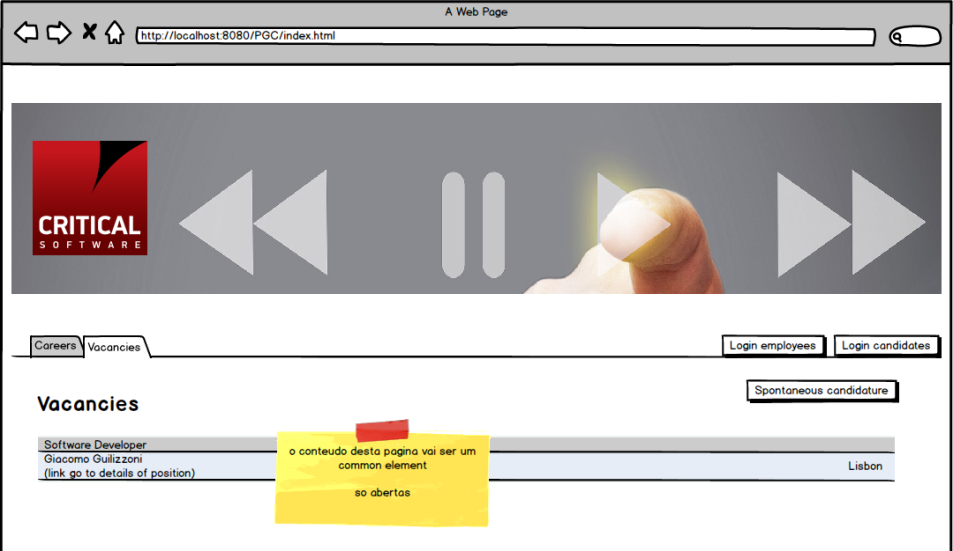 A Web Page
http://localhost:8080/PGC/index.html
CRITICAL
SOFTWARE
Careers
Vacancies
Login employees
Login candidates
Spontaneous candidature
Vacancies
Software Developer
Giacomo Guilizzoni
(link go to details of position)
Lisbon
o conteudo desta pagina vai ser um
common element
so abertas